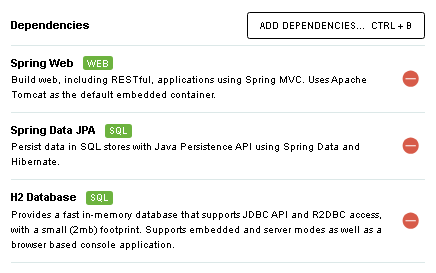 Dependencies
ADD DEPENDENCIES... CTRL + B
Spring Web WEB
Build web, including RESTful, applications using Spring MVC. Uses Apache
Tomcat as the default embedded container.
Spring Data JPA SQL
Persist data in SQL stores with Java Persistence API using Spring Data and
Hibernate.
H2 Database SQL
Provides a fast in-memory database that supports JDBC API and R2DBC access,
with a small (2mb) footprint. Supports embedded and server modes as well as a
browser based console application.